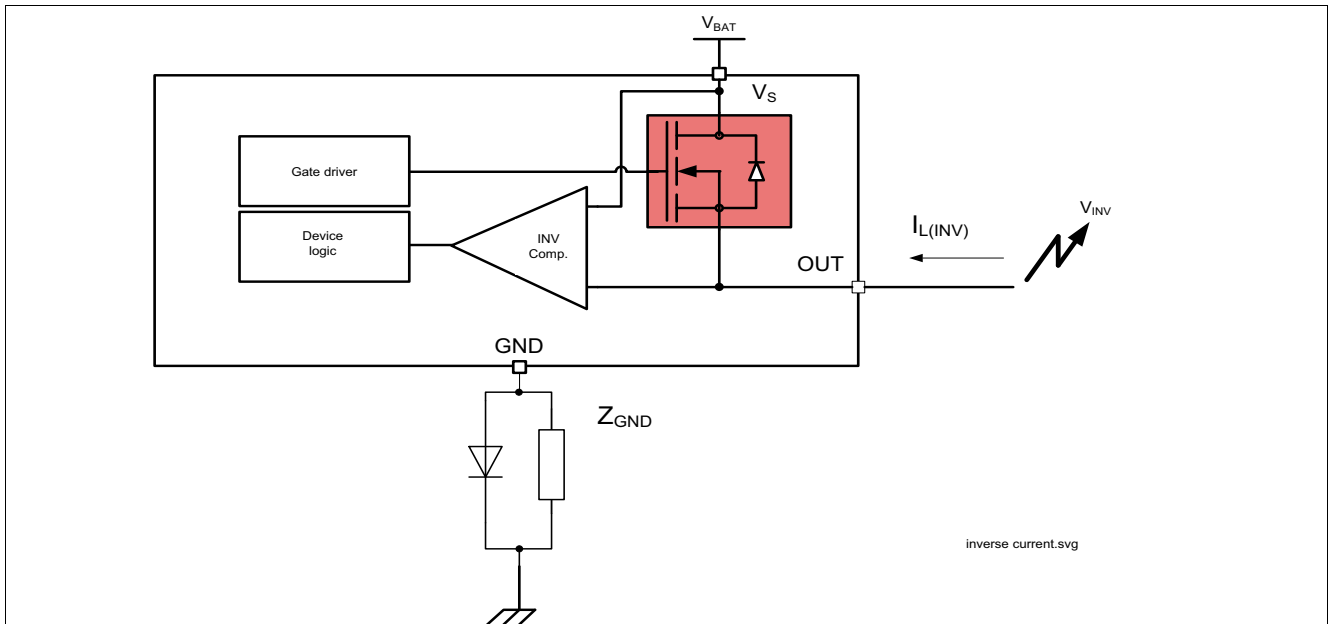 VBAT
VS
Gate driver
Device
logic
INV
Comp.
IL(INV)
VINV
OUT
GND
ZGND
inverse current.svg